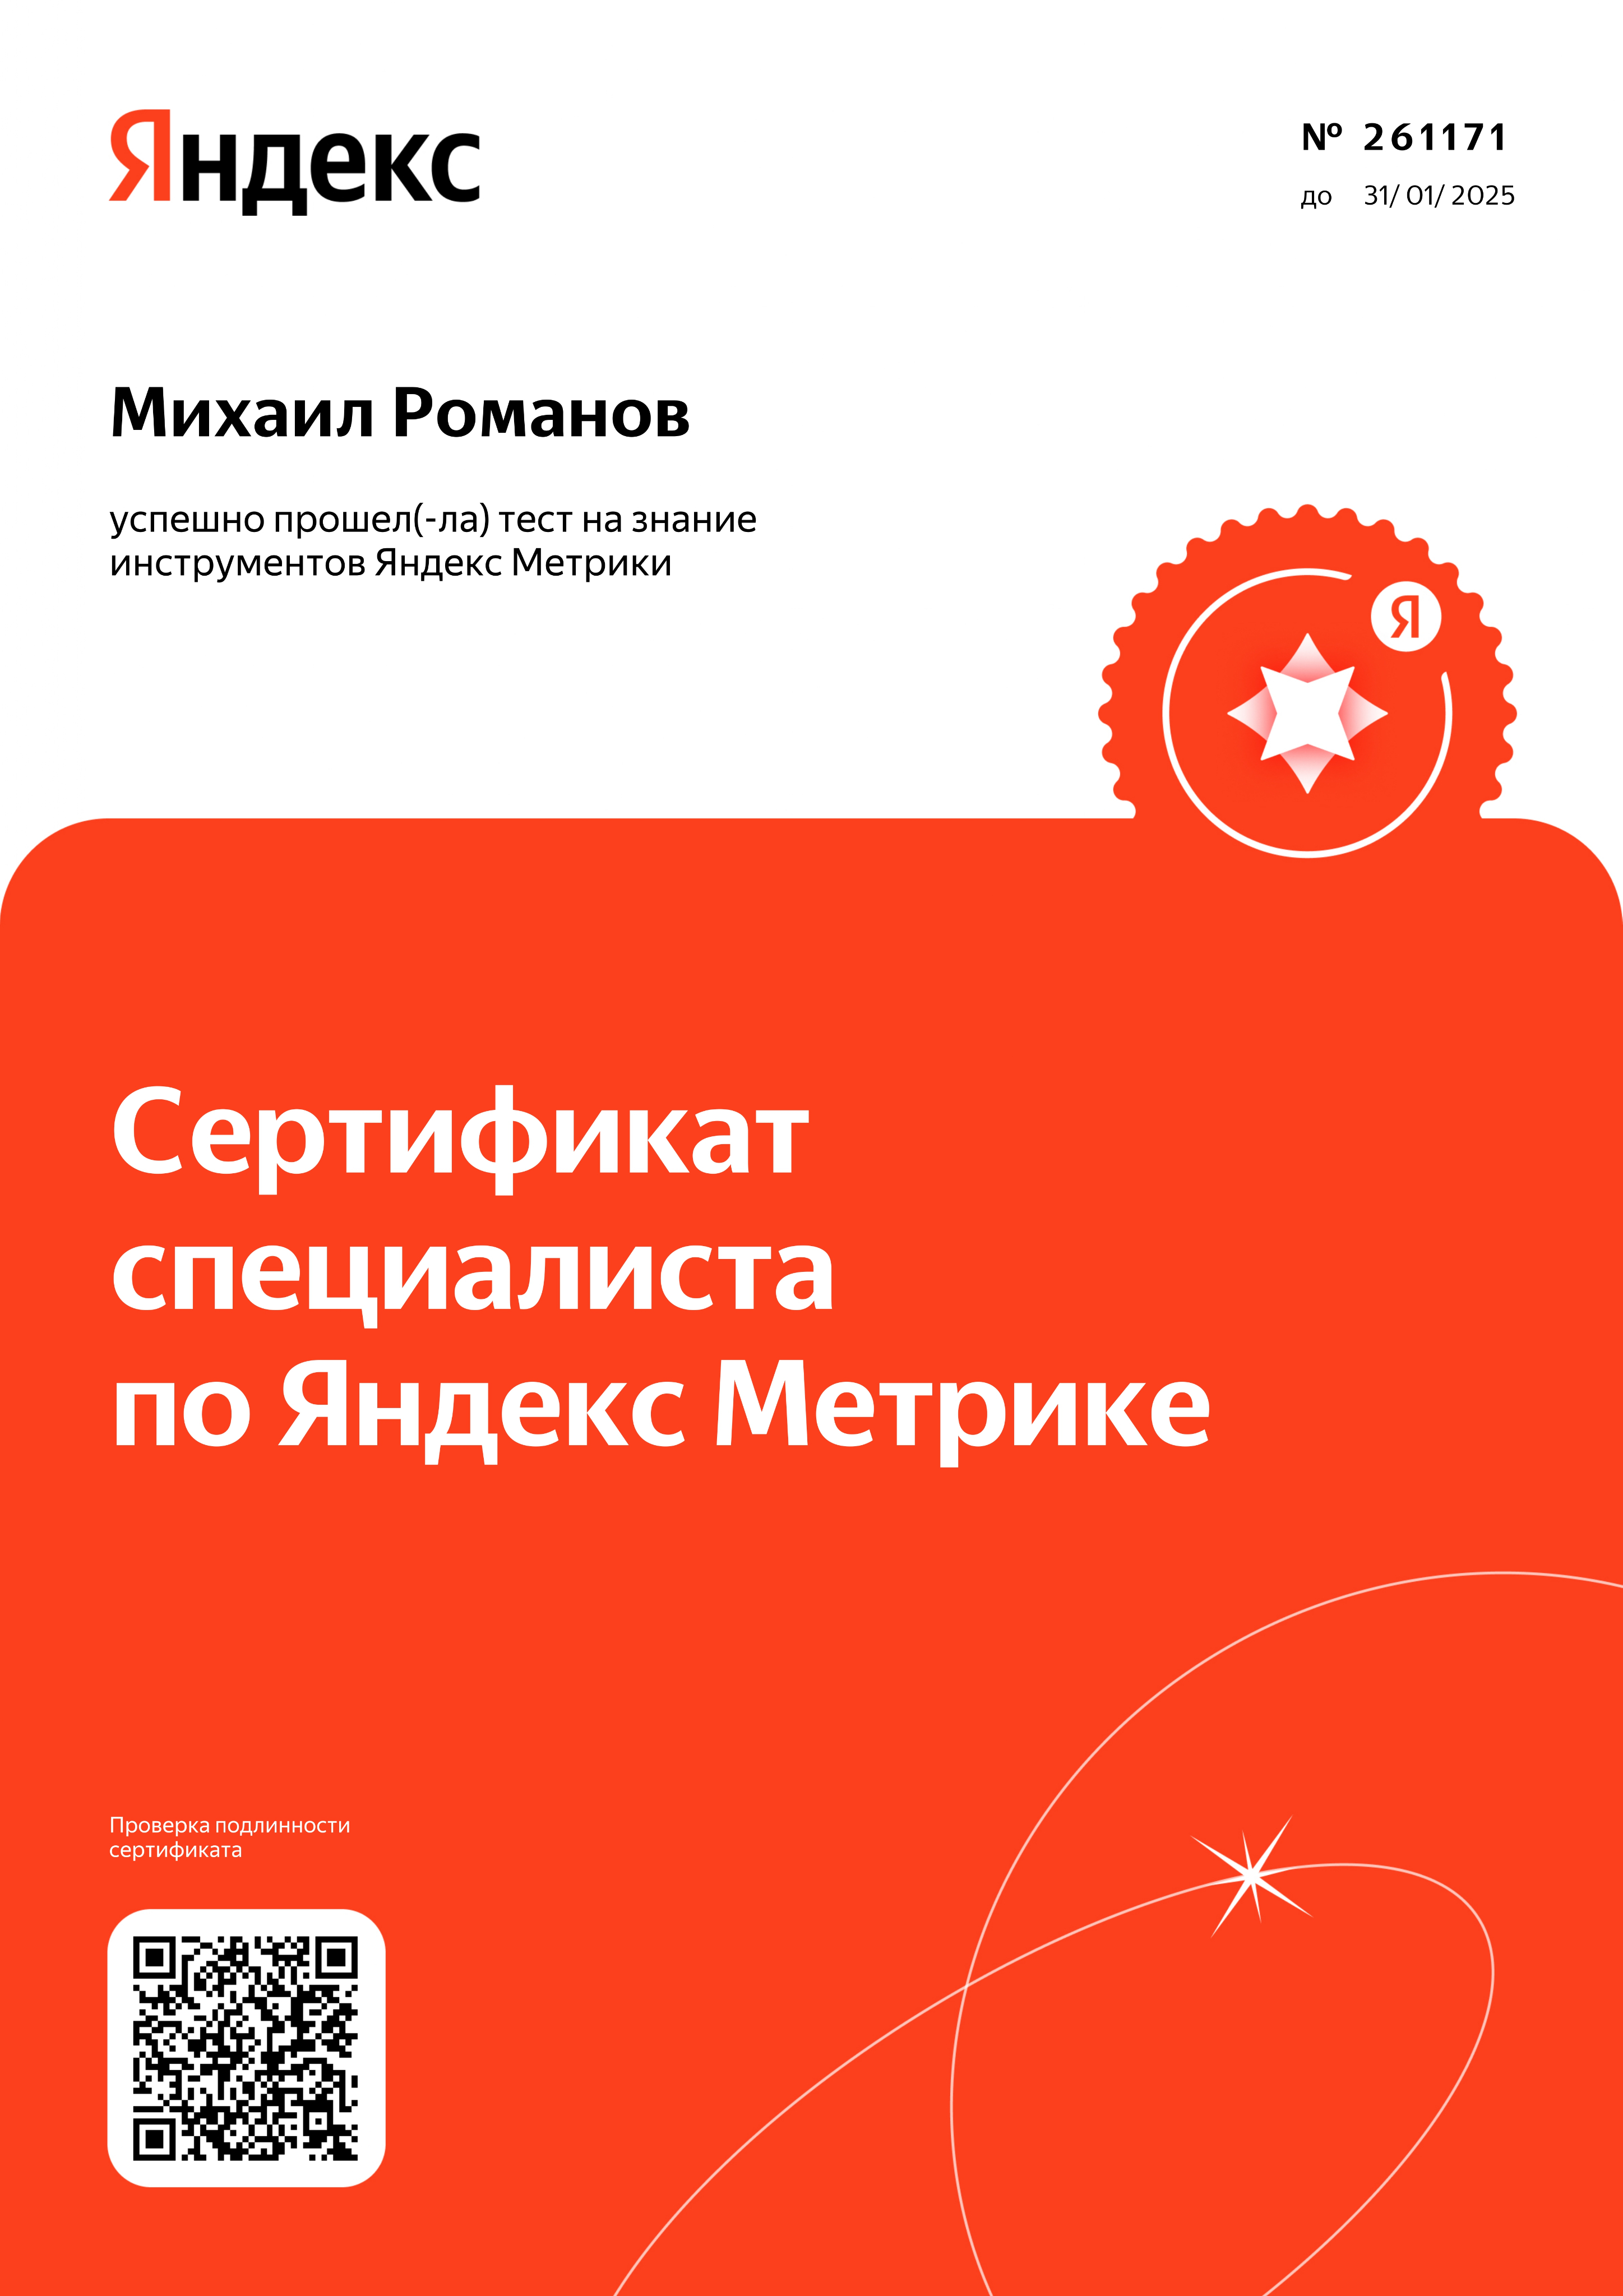 Яндекс
№ 261171
до 31/ 01/ 2025
Михаил Романов
успешно прошел(-ла) тест на знание
инструментов Яндекс Метрики
Я
Сертификат
специалиста
по Яндекс Метрике
Проверка подлинности
сертификата